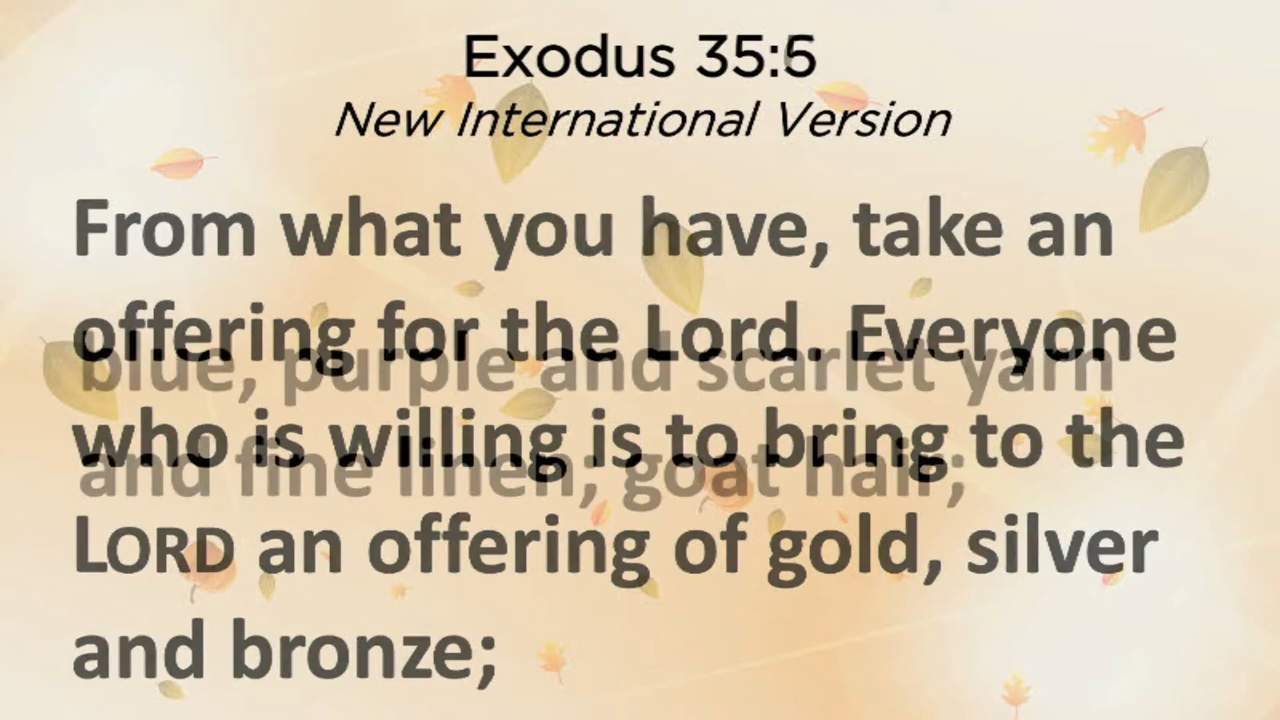 Exodus 35:5
New International Version
From what you have, take an
offering for the Lord. Everyone
blue, purple and scarlet yarn
who is willing is to bring to the
and fine linen; goat hair;
LORD an offering of gold, silver
and bronze;